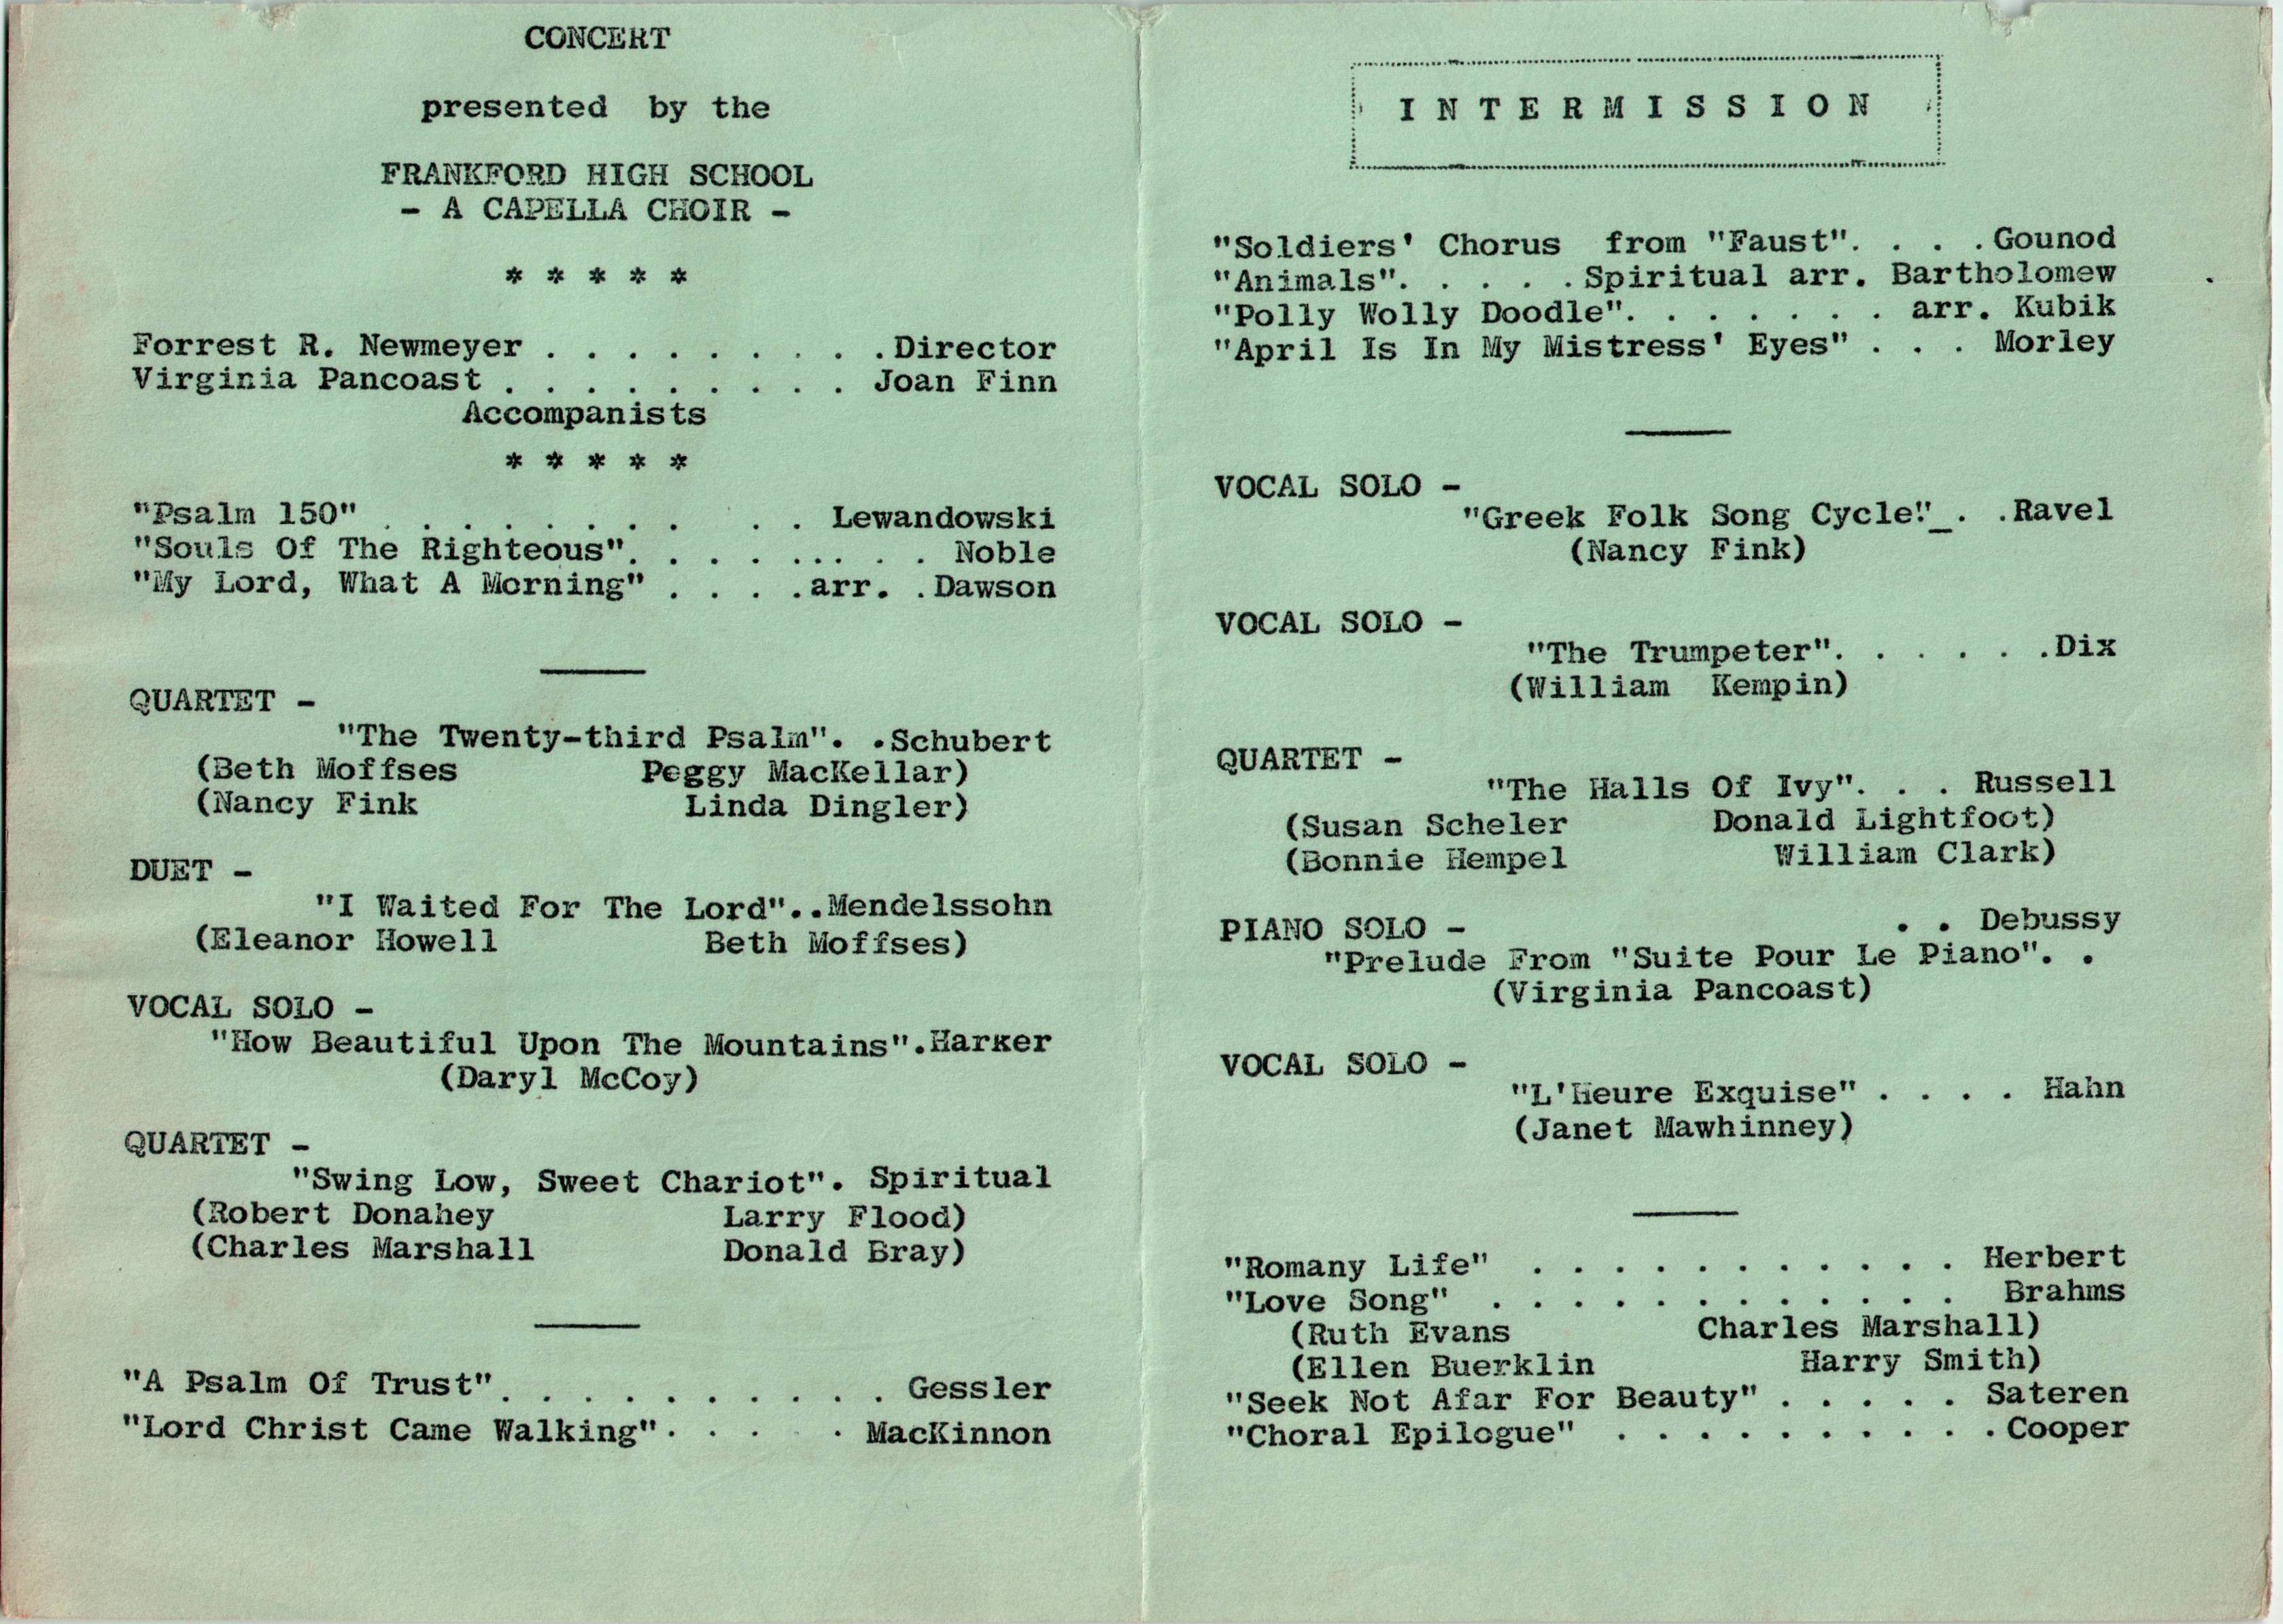 CONCERT
presented by the
FRANKFORD HIGH SCHOOL
- A CAPELLA CHOIR -
* * * * *
Forrest R. Newmeyer . . . . . . . . .Director
Virginia Pancoast . . . . . . . . . Joan Finn
Accompanists
* * * * *
"Psalm 150" . . . . . . . . . . Lewandowski
"Souls Of The Righteous". . . . ... . . Noble
"My Lord, What A Morning" . . . .arr. .Dawson
QUARTET -
"The Twenty-third Psalm". .Schubert
(Beth Moffses Peggy MacKellar)
(Nancy Fink Linda Dingler)
DUET -
"I Waited For The Lord"..Mendelssohn
(Eleanor Howell Beth Moffses)
VOCAL SOLO -
"How Beautiful Upon The Mountains".Harker
(Daryl McCoy)
QUARTET -
"Swing Low, Sweet Chariot". Spiritual
(Robert Donahey Larry Flood)
(Charles Marshall Donald Bray)
"A Psalm Of Trust". . . . . . . . . . Gessler
"Lord Christ Came Walking". . . . . MacKinnon
INTERMISSION
"Soldiers' Chorus from "Faust". . . .Gounod
"Animals". . . . .Spiritual arr. Bartholomew
"Polly Wolly Doodle". . . . . . . arr. Kubik
"April Is In My Mistress' Eyes" . . . Morley
VOCAL SOLO -
"Greek Folk Song Cycle"_. .Ravel
(Nancy Fink)
VOCAL SOLO -
"The Trumpeter". . . . . .Dix
(William Kempin)
QUARTET -
"The Halls Of Ivy". . . Russell
(Susan Scheler Donald Lightfoot)
(Bonnie Hempel William Clark)
PIANO SOLO - . . Debussy
"Prelude From "Suite Pour Le Piano". .
(Virginia Pancoast)
VOCAL SOLO -
"L'Heure Exquise" . . . . Hahn
(Janet Mawhinney)
"Romany Life" . . . . . . . . . . . Herbert
"Love Song" . . . . . . . . . . . . Brahms
(Ruth Evans Charles Marshall)
(Ellen Buerklin Harry Smith)
"Seek Not Afar For Beauty" . . . . . Sateren
"Choral Epilogue" . . . . . . . . . .Cooper